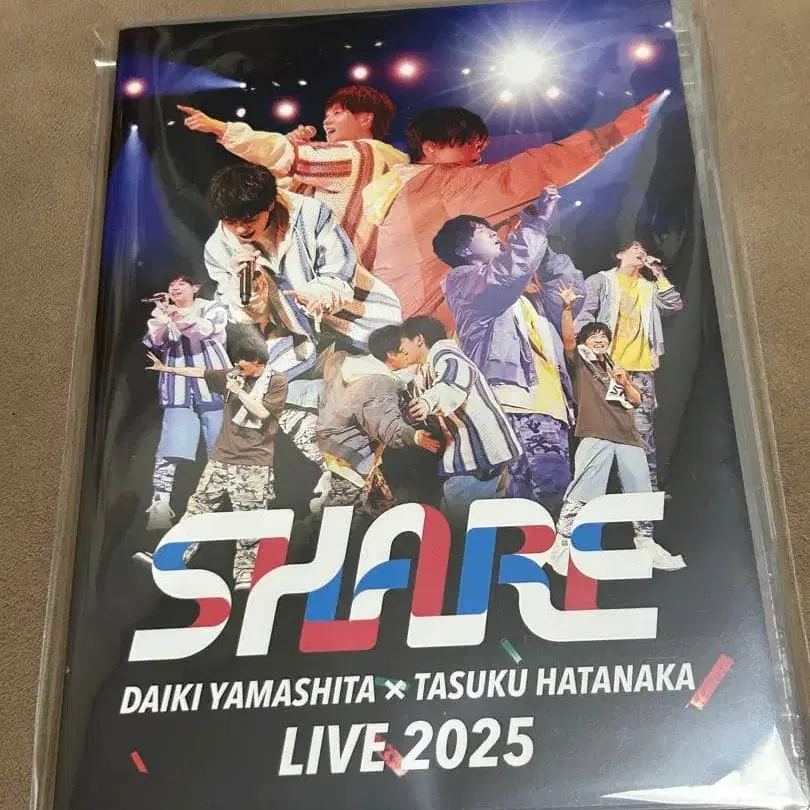 SHARE
DAIKI YAMASHITA × TASUKU HATANAKA
LIVE 2025